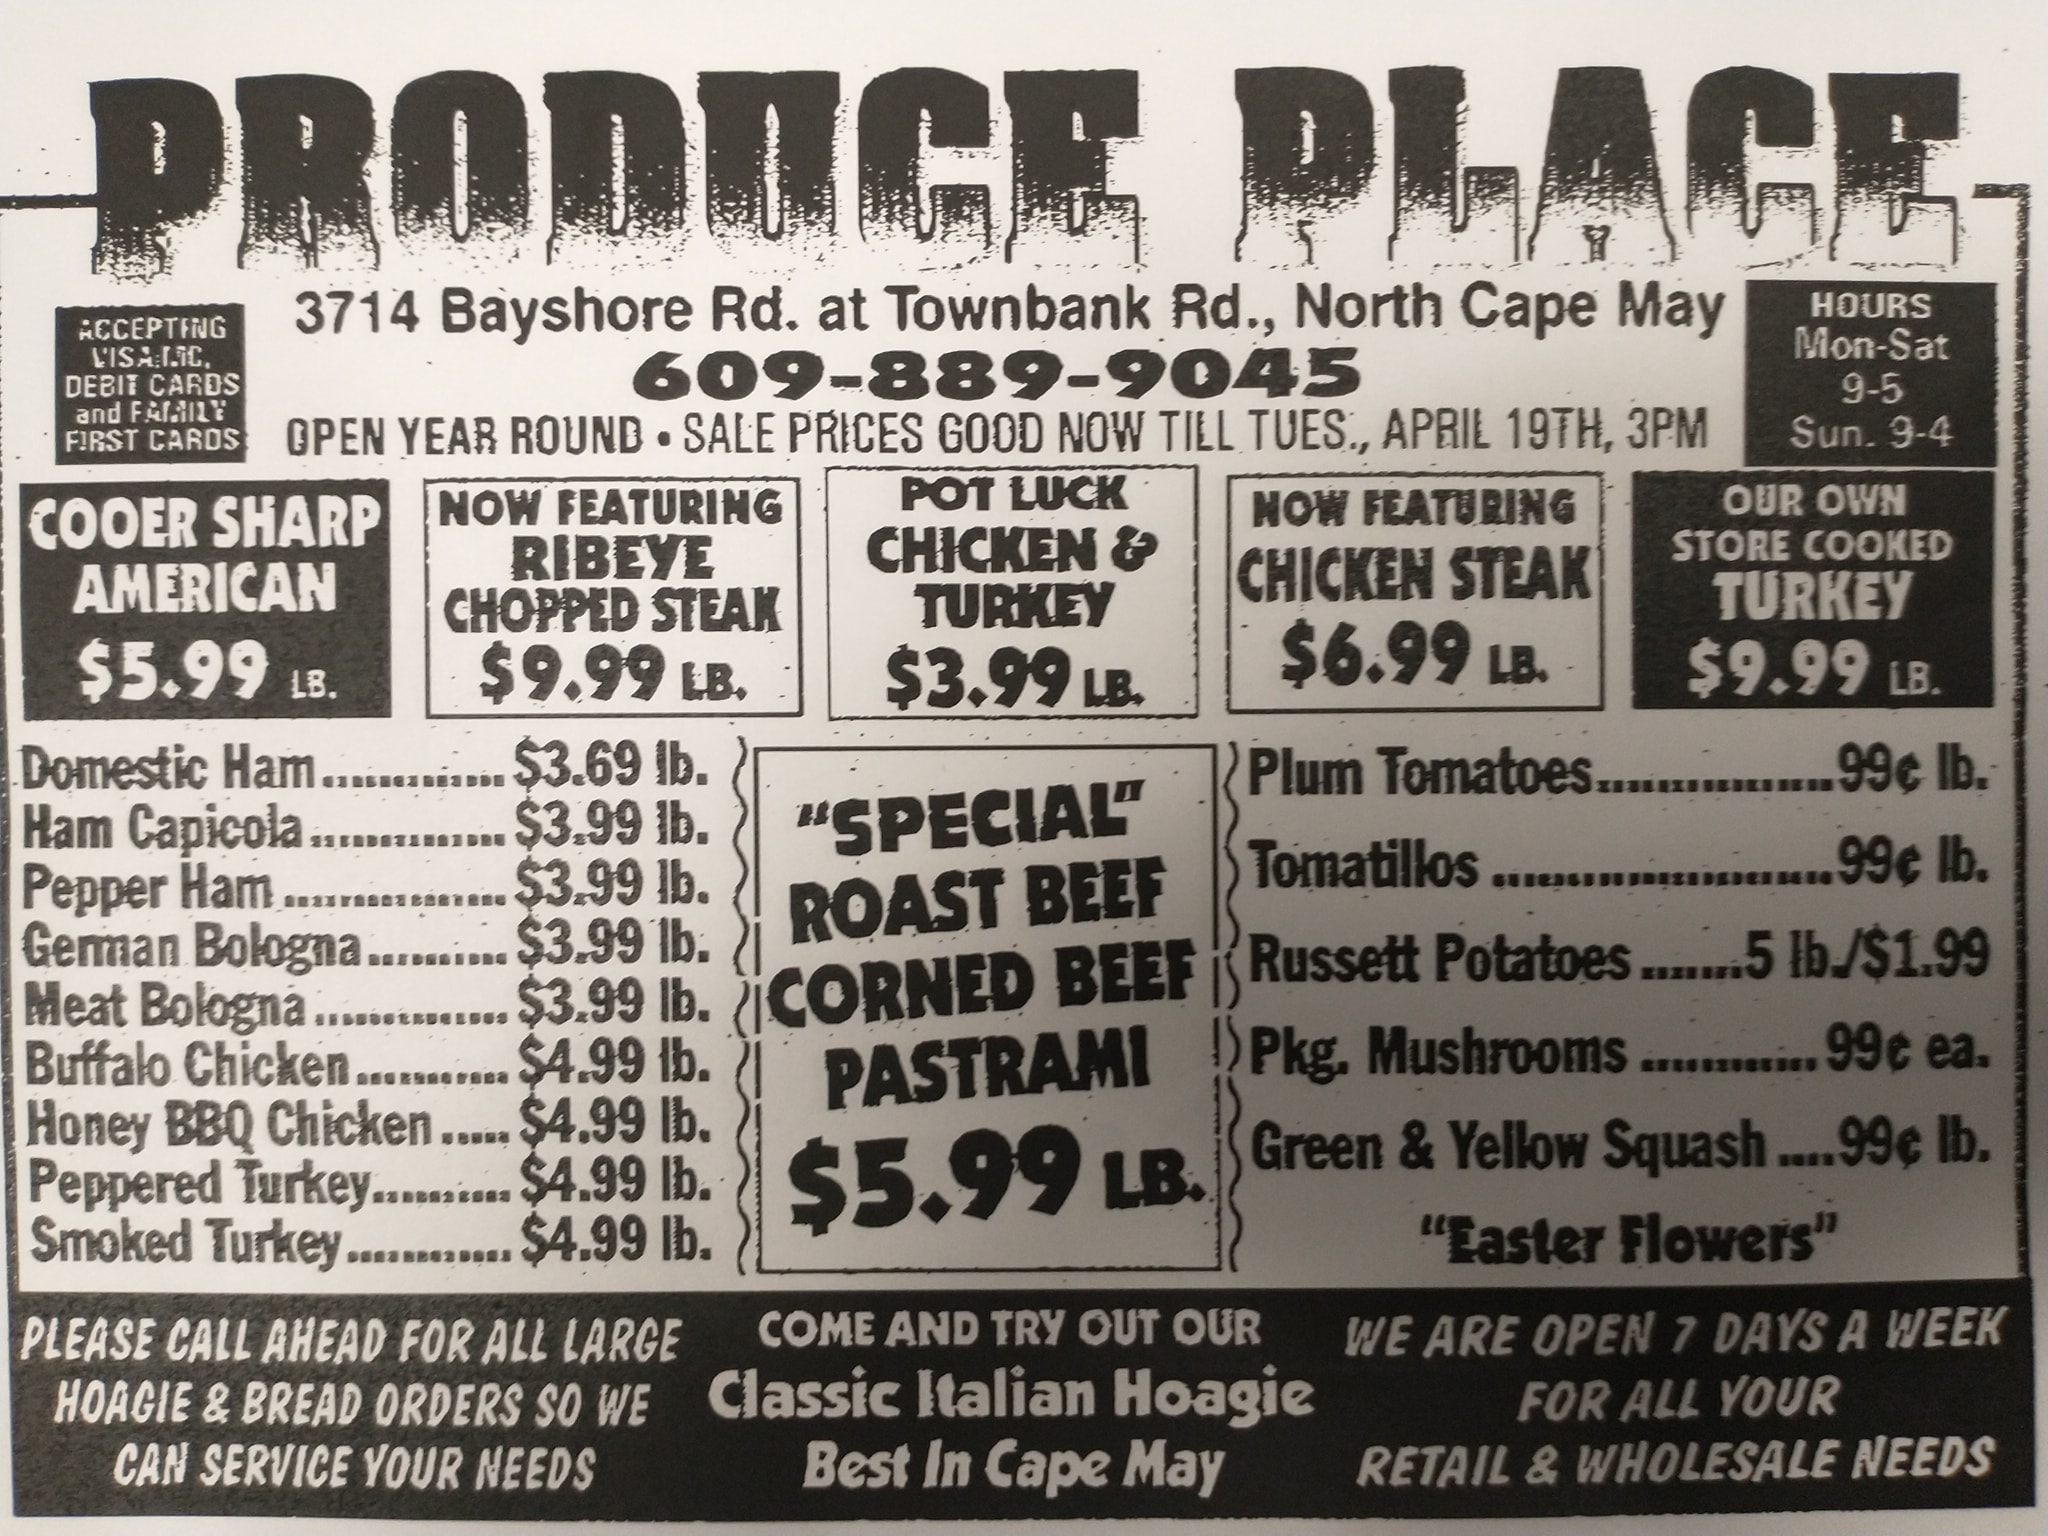 PRODUCE PLACE
3714 Bayshore Rd. at Townbank Rd., North Cape May
609-889-9045
OPEN YEAR ROUND • SALE PRICES GOOD NOW TILL TUES., APRIL 19TH, 3PM
ACCEPTING
VISA, MC,
DEBIT CARDS
and FAMILY
FIRST CARDS
HOURS
Mon-Sat
9-5
Sun. 9-4
COOER SHARP
AMERICAN
$5.99 LB.
NOW FEATURING
RIBEYE
CHOPPED STEAK
$9.99 LB.
POT LUCK
CHICKEN &
TURKEY
$3.99 LB.
NOW FEATURING
CHICKEN STEAK
$6.99 LB.
OUR OWN
STORE COOKED
TURKEY
$9.99 LB.
Domestic Ham.............$3.69 lb.
Ham Capicola..............$3.99 lb.
Pepper Ham................$3.99 lb.
German Bologna..........$3.99 lb.
Meat Bologna..............$3.99 lb.
Buffalo Chicken...........$4.99 lb.
Honey BBQ Chicken.....$4.99 lb.
Peppered Turkey..........$4.99 lb.
Smoked Turkey............$4.99 lb.
"SPECIAL"
ROAST BEEF
CORNED BEEF
PASTRAMI
$5.99 LB.
Plum Tomatoes.................99¢ lb.
Tomatillos........................99¢ lb.
Russett Potatoes.......5 lb./$1.99
Pkg. Mushrooms............99¢ ea.
Green & Yellow Squash....99¢ lb.
"Easter Flowers"
PLEASE CALL AHEAD FOR ALL LARGE
HOAGIE & BREAD ORDERS SO WE
CAN SERVICE YOUR NEEDS
COME AND TRY OUT OUR
Classic Italian Hoagie
Best In Cape May
WE ARE OPEN 7 DAYS A WEEK
FOR ALL YOUR
RETAIL & WHOLESALE NEEDS